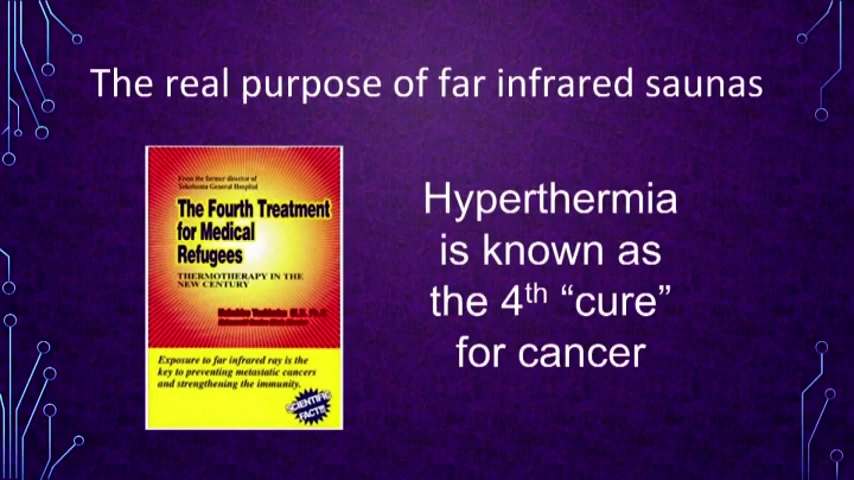 The real purpose of far infrared saunas
From the former director of
Yokohama General Hospital
The Fourth Treatment
for Medical
Refugees
THERMOTHERAPY IN THE
NEW CENTURY
Exposure to far infrared ray is the
key to preventing metastatic cancers
and strengthening the immunity.
SCIENTIFIC
FACT!!
Hyperthermia
is known as
the 4th “cure”
for cancer